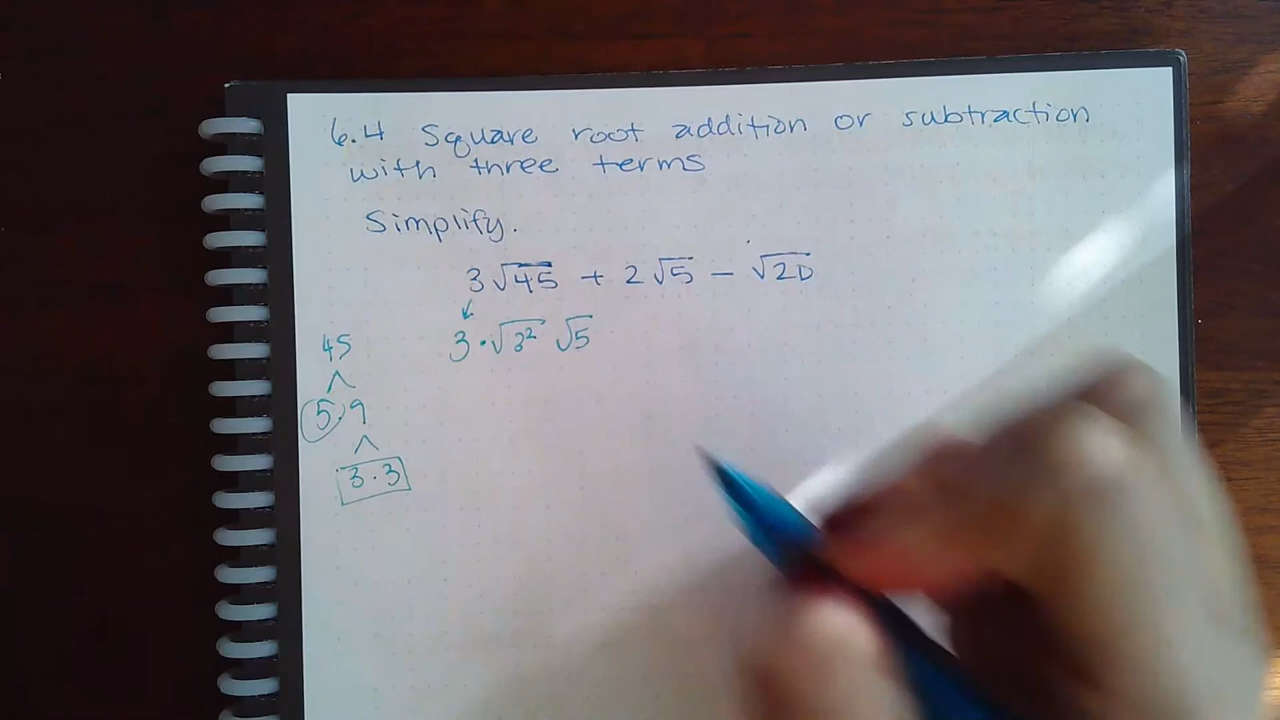 6.4 Square root addition or subtraction
with three terms
Simplify.
3√45 + 2√5 − √20
3·√3² √5
45
5·9
3·3